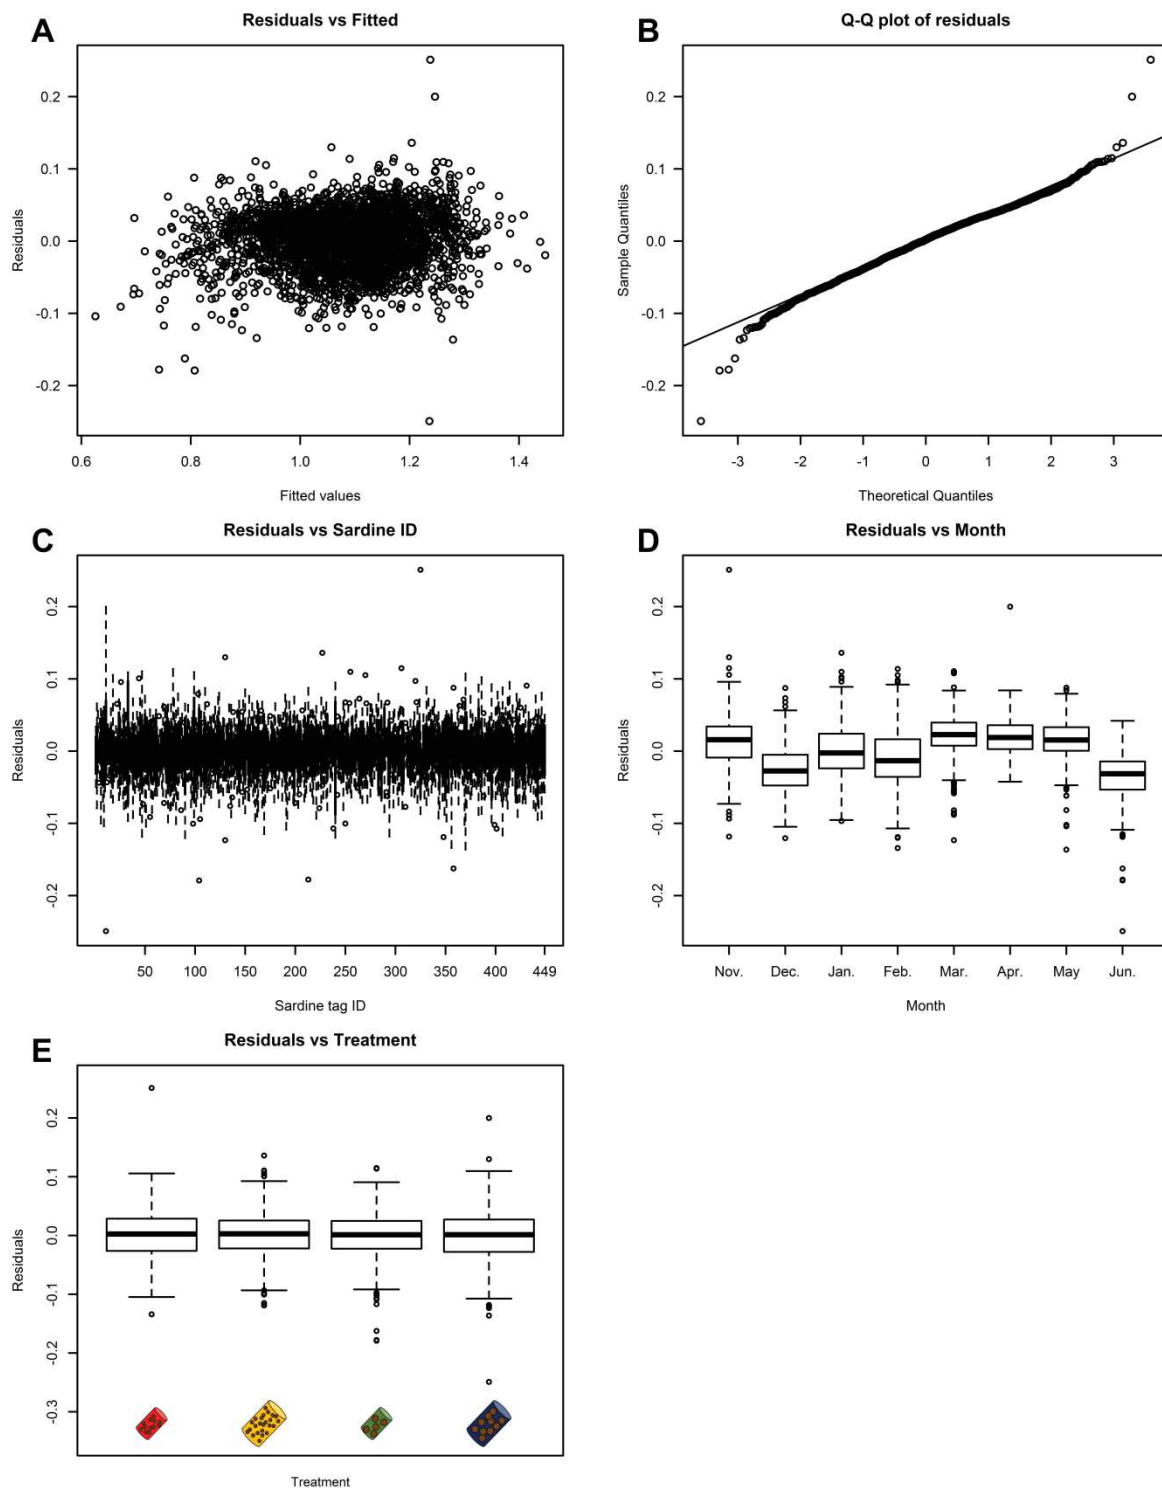 A
Residuals vs Fitted
Residuals
0.2
0.1
0.0
-0.1
-0.2
0.6
0.8
1.0
1.2
1.4
Fitted values
B
Q-Q plot of residuals
Sample Quantiles
0.2
0.1
0.0
-0.1
-0.2
-3
-2
-1
0
1
2
3
Theoretical Quantiles
C
Residuals vs Sardine ID
Residuals
0.2
0.1
0.0
-0.1
-0.2
50
100
150
200
250
300
350
400
449
Sardine tag ID
D
Residuals vs Month
Residuals
0.2
0.1
0.0
-0.1
-0.2
Nov.
Dec.
Jan.
Feb.
Mar.
Apr.
May
Jun.
Month
E
Residuals vs Treatment
Residuals
0.2
0.1
0.0
-0.1
-0.2
-0.3
Treatment